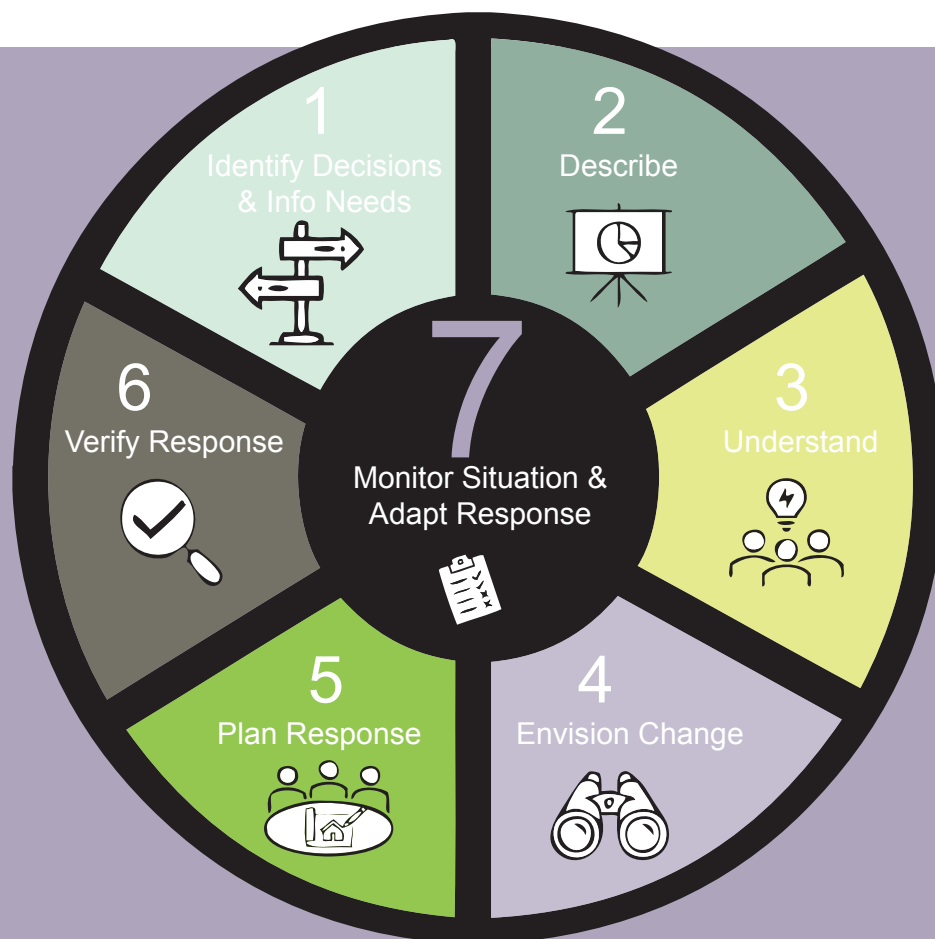 1
Identify Decisions
& Info Needs
2
Describe
3
Understand
4
Envision Change
5
Plan Response
6
Verify Response
7
Monitor Situation &
Adapt Response